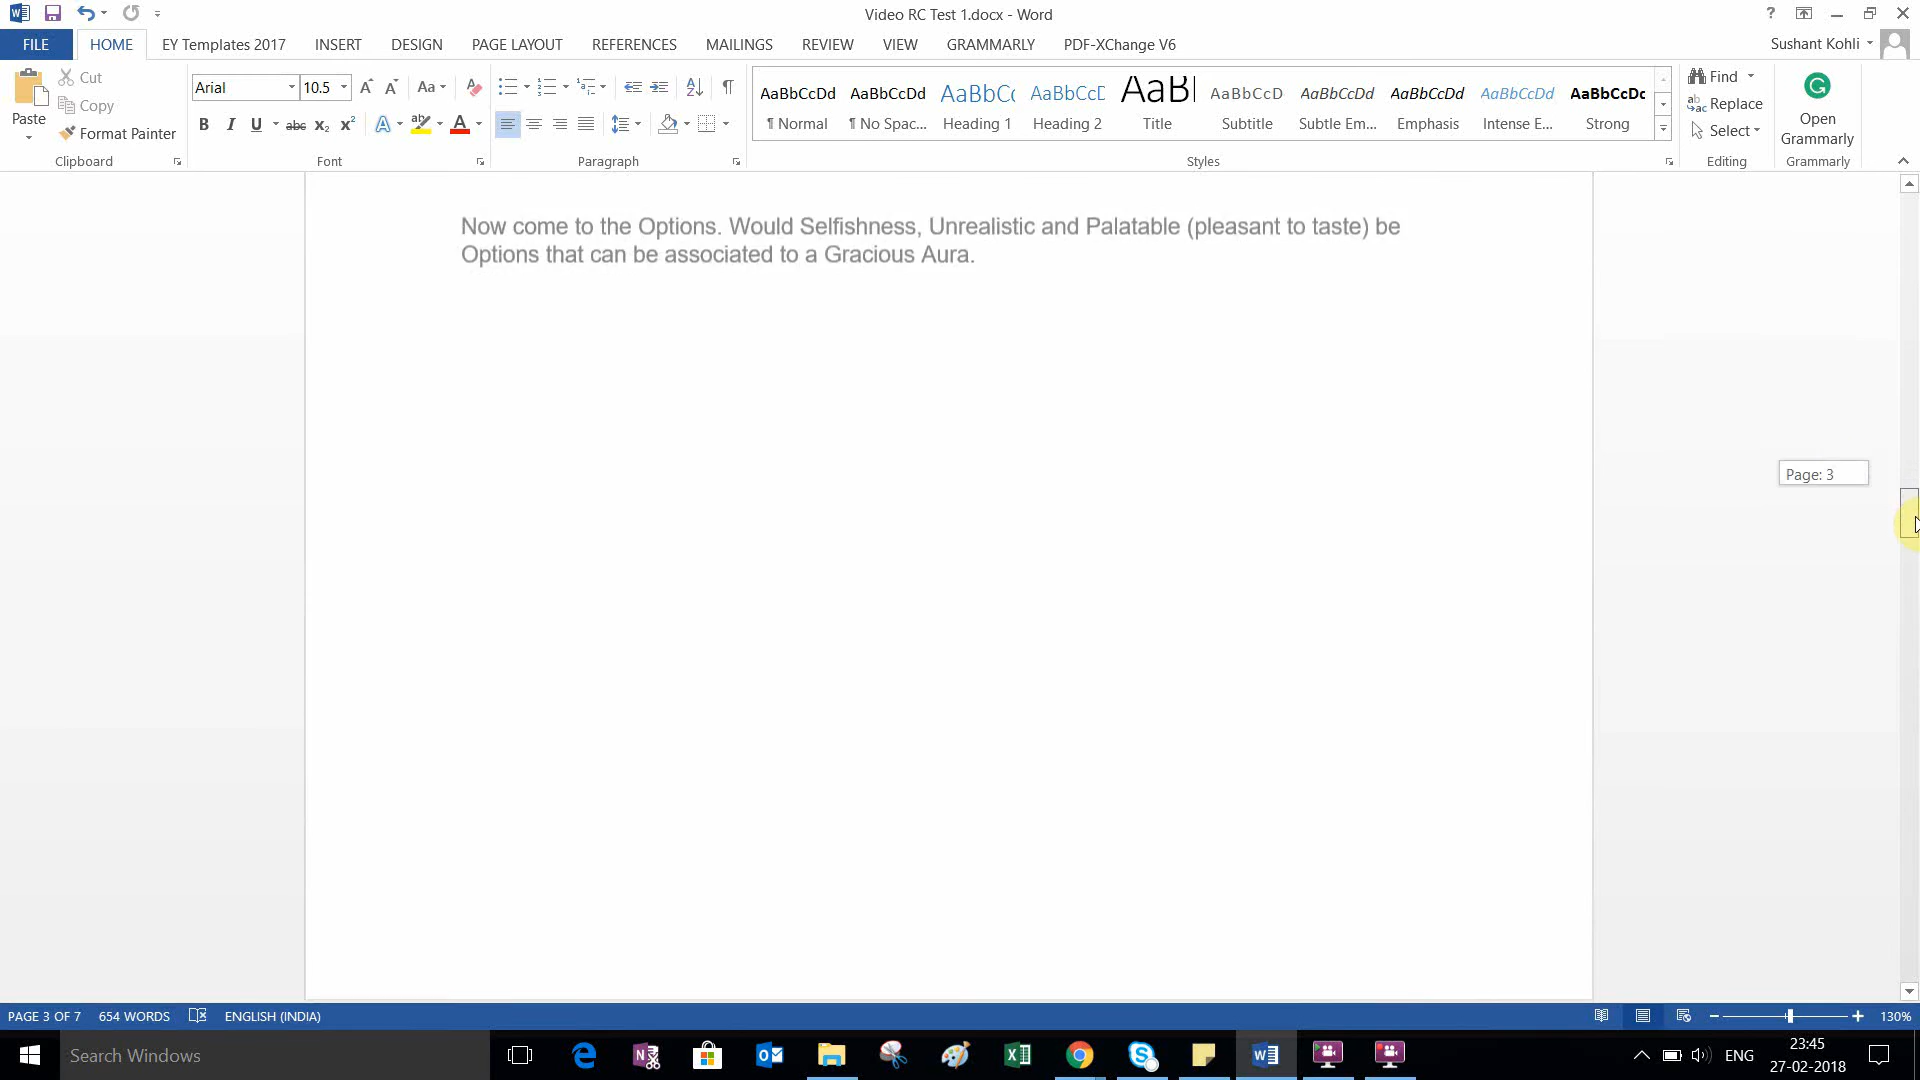 Video RC Test 1.docx - Word
?
FILE
HOME
EY Templates 2017
INSERT
DESIGN
PAGE LAYOUT
REFERENCES
MAILINGS
REVIEW
VIEW
GRAMMARLY
PDF-XChange V6
Sushant Kohli
Paste
Cut
Copy
Format Painter
Clipboard
Arial
10.5
Aa
B I U abc X₂ X²
Font
Paragraph
AaBbCcDd AaBbCcDd AaBbCc AaBbCcD AaBl AaBbCcD AaBbCcDd AaBbCcDd AaBbCcDd AaBbCcDc
¶ Normal ¶ No Spac... Heading 1 Heading 2 Title Subtitle Subtle Em... Emphasis Intense E... Strong
Styles
Find
Replace
Select
Editing
Open
Grammarly
Grammarly
Now come to the Options. Would Selfishness, Unrealistic and Palatable (pleasant to taste) be
Options that can be associated to a Gracious Aura.
Page: 3
PAGE 3 OF 7 654 WORDS ENGLISH (INDIA)
130%
Search Windows
ENG
23:45
27-02-2018